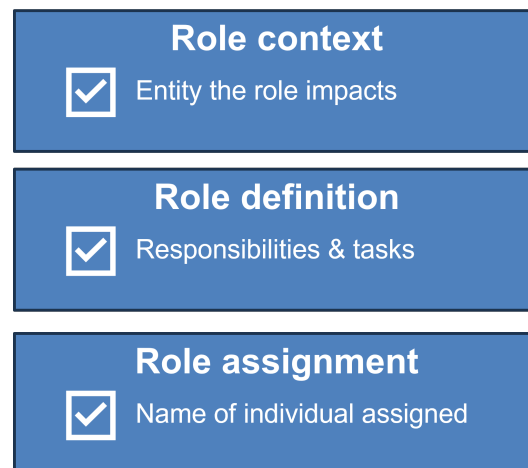 Role context
Entity the role impacts
Role definition
Responsibilities & tasks
Role assignment
Name of individual assigned